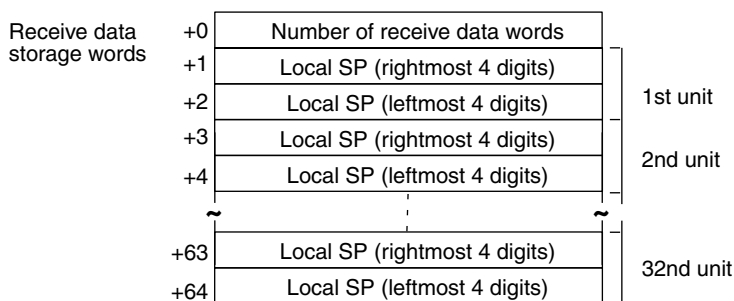 Receive data
storage words
+0 Number of receive data words
+1 Local SP (rightmost 4 digits)
+2 Local SP (leftmost 4 digits)
1st unit
+3 Local SP (rightmost 4 digits)
+4 Local SP (leftmost 4 digits)
2nd unit
~ ~
+63 Local SP (rightmost 4 digits)
+64 Local SP (leftmost 4 digits)
32nd unit